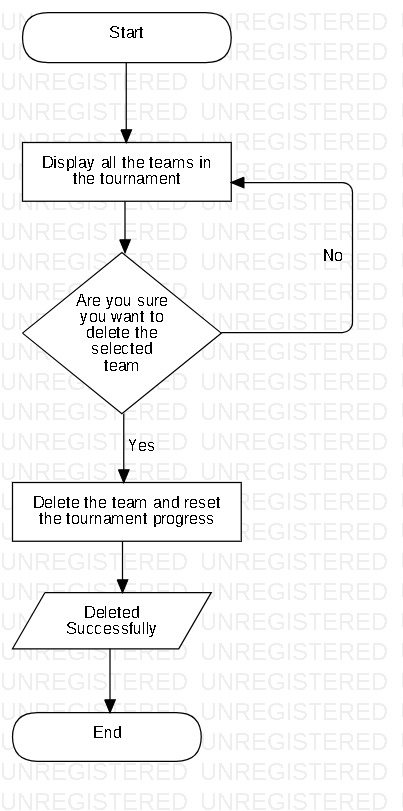 Start
Display all the teams in
the tournament
No
Are you sure
you want to
delete the
selected
team
Yes
Delete the team and reset
the tournament progress
Deleted
Successfully
End
UNREGISTERED